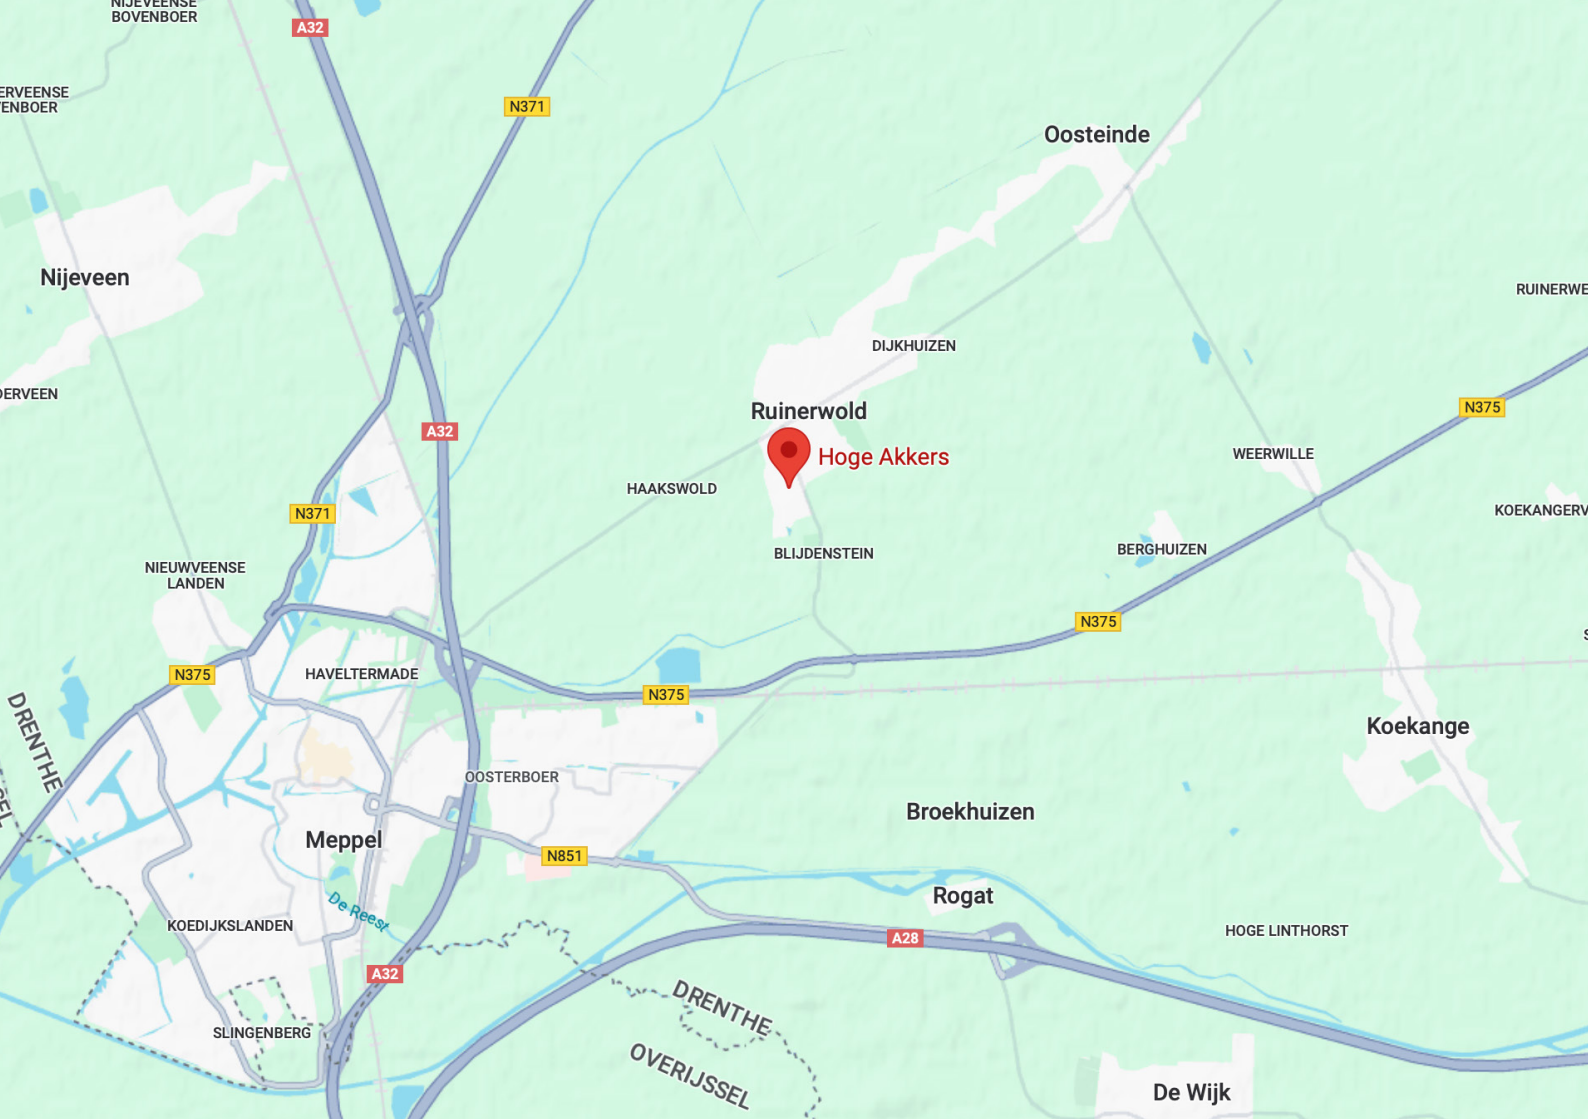 NIJEVEENSE
BOVENBOER
A32
ERVEENSE
N371
Oosteinde
Nijeveen
RUINERWE
DIJKHUIZEN
DERVEEN
Ruinerwold
N375
A32
WEERWILLE
Hoge Akkers
HAAKSWOLD
N371
KOEKANGERV
BERGHUIZEN
BLIJDENSTEIN
NIEUWVEENSE
LANDEN
N375
HAVELTERMADE
N375
N375
DRENTHE
Koekange
OOSTERBOER
Broekhuizen
Meppel
N851
Rogat
De Reest
KOEDIJKSLANDEN
HOGE LINTHORST
A28
A32
DRENTHE
SLINGENBERG
OVERIJSSEL
De Wijk